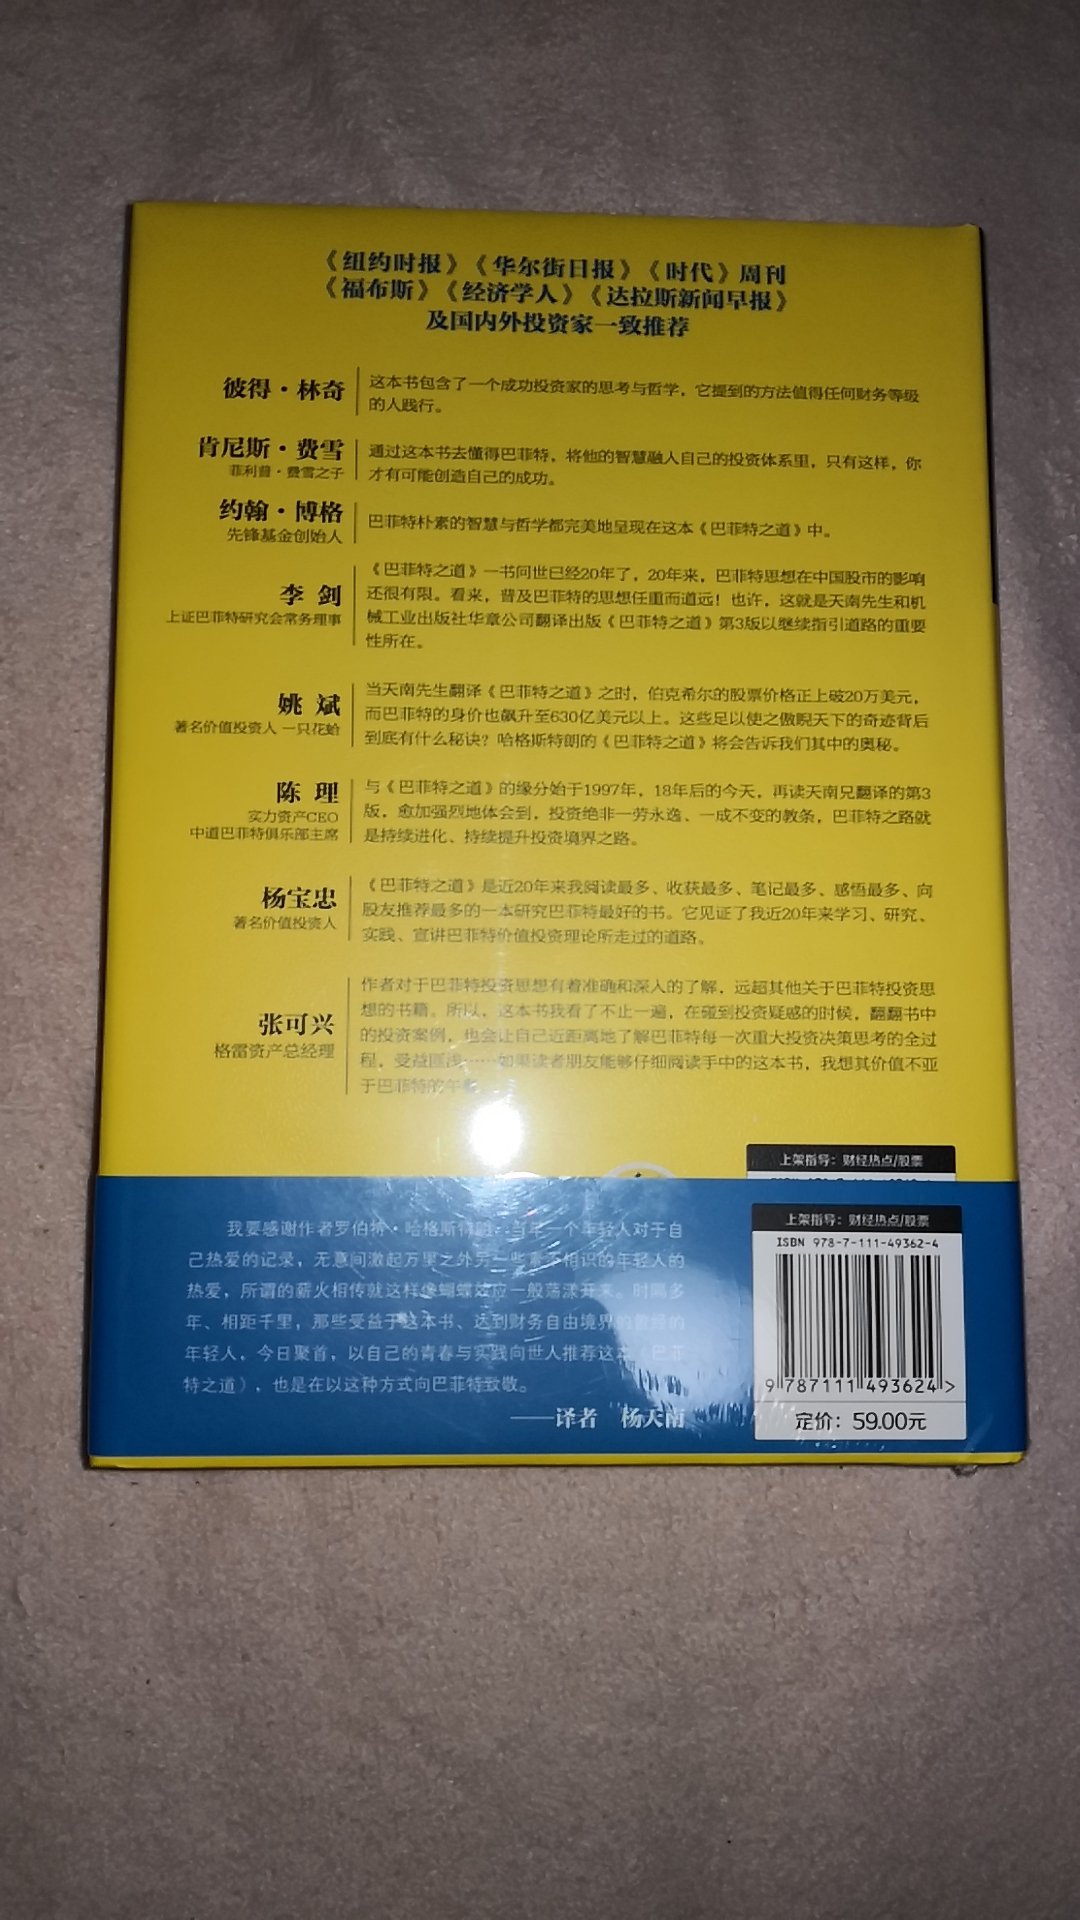 《纽约时报》《华尔街日报》《时代》周刊
《福布斯》《经济学人》《达拉斯新闻早报》
及国内外投资家一致推荐
彼得·林奇
这本书包含了一个成功投资家的思考与哲学，它提到的方法值得任何财务等级
的人践行。
肯尼斯·费雪
菲利普·费雪之子
通过这本书去懂得巴菲特，将他的智慧融入自己的投资体系里，只有这样，你
才有可能创造自己的成功。
约翰·博格
先锋基金创始人
巴菲特朴素的智慧与哲学都完美地呈现在这本《巴菲特之道》中。
李 剑
上证巴菲特研究会常务理事
《巴菲特之道》一书问世已经20年了，20年来，巴菲特思想在中国股市的影响
还很有限。看来，普及巴菲特的思想任重而道远！也许，这就是天南先生和机
械工业出版社华章公司翻译出版《巴菲特之道》第3版以继续指引道路的重要
性所在。
姚 斌
著名价值投资人 一只花蛤
当天南先生翻译《巴菲特之道》之时，伯克希尔的股票价格正上破20万美元，
而巴菲特的身价也飙升至630亿美元以上。这些足以使之傲睨天下的奇迹背后
到底有什么秘诀？哈格斯特朗的《巴菲特之道》将会告诉我们其中的奥秘。
陈 理
实力资产CEO
中道巴菲特俱乐部主席
与《巴菲特之道》的缘分始于1997年，18年后的今天，再读天南兄翻译的第3
版，愈加强烈地体会到，投资绝非一劳永逸、一成不变的教条，巴菲特之路就
是持续进化、持续提升投资境界之路。
杨宝忠
著名价值投资人
《巴菲特之道》是近20年来我阅读最多、收获最多、笔记最多、感悟最多、向
股友推荐最多的一本研究巴菲特最好的书。它见证了我近20年来学习、研究、
实践、宣讲巴菲特价值投资理论所走过的道路。
张可兴
格雷资产总经理
作者对于巴菲特投资思想有着准确和深入的了解，远超其他关于巴菲特投资思
想的书籍。所以，这本书我看了不止一遍，在碰到投资疑惑的时候，翻翻书中
的投资案例，也会让自己近距离地了解巴菲特每一次重大投资决策思考的全过
程，受益匪浅……如果读者朋友能够仔细阅读手中的这本书，我想其价值不亚
于巴菲特的午
上架指导：财经热点/股票
我要感谢作者罗伯特·哈格斯特朗，当年一个年轻人对于自
己热爱的记录，无意间激起万里之外另一些素不相识的年轻人的
热爱，所谓的薪火相传就这样像蝴蝶效应一般荡漾开来。时隔多
年、相距千里，那些受益于这本书、达到财务自由境界的曾经的
年轻人，今日聚首，以自己的青春与实践向世人推荐这本《巴菲
特之道》，也是在以这种方式向巴菲特致敬。
——译者 杨天南
上架指导：财经热点/股票
ISBN 978-7-111-49362-4
9 787111 493624 >
定价：59.00元